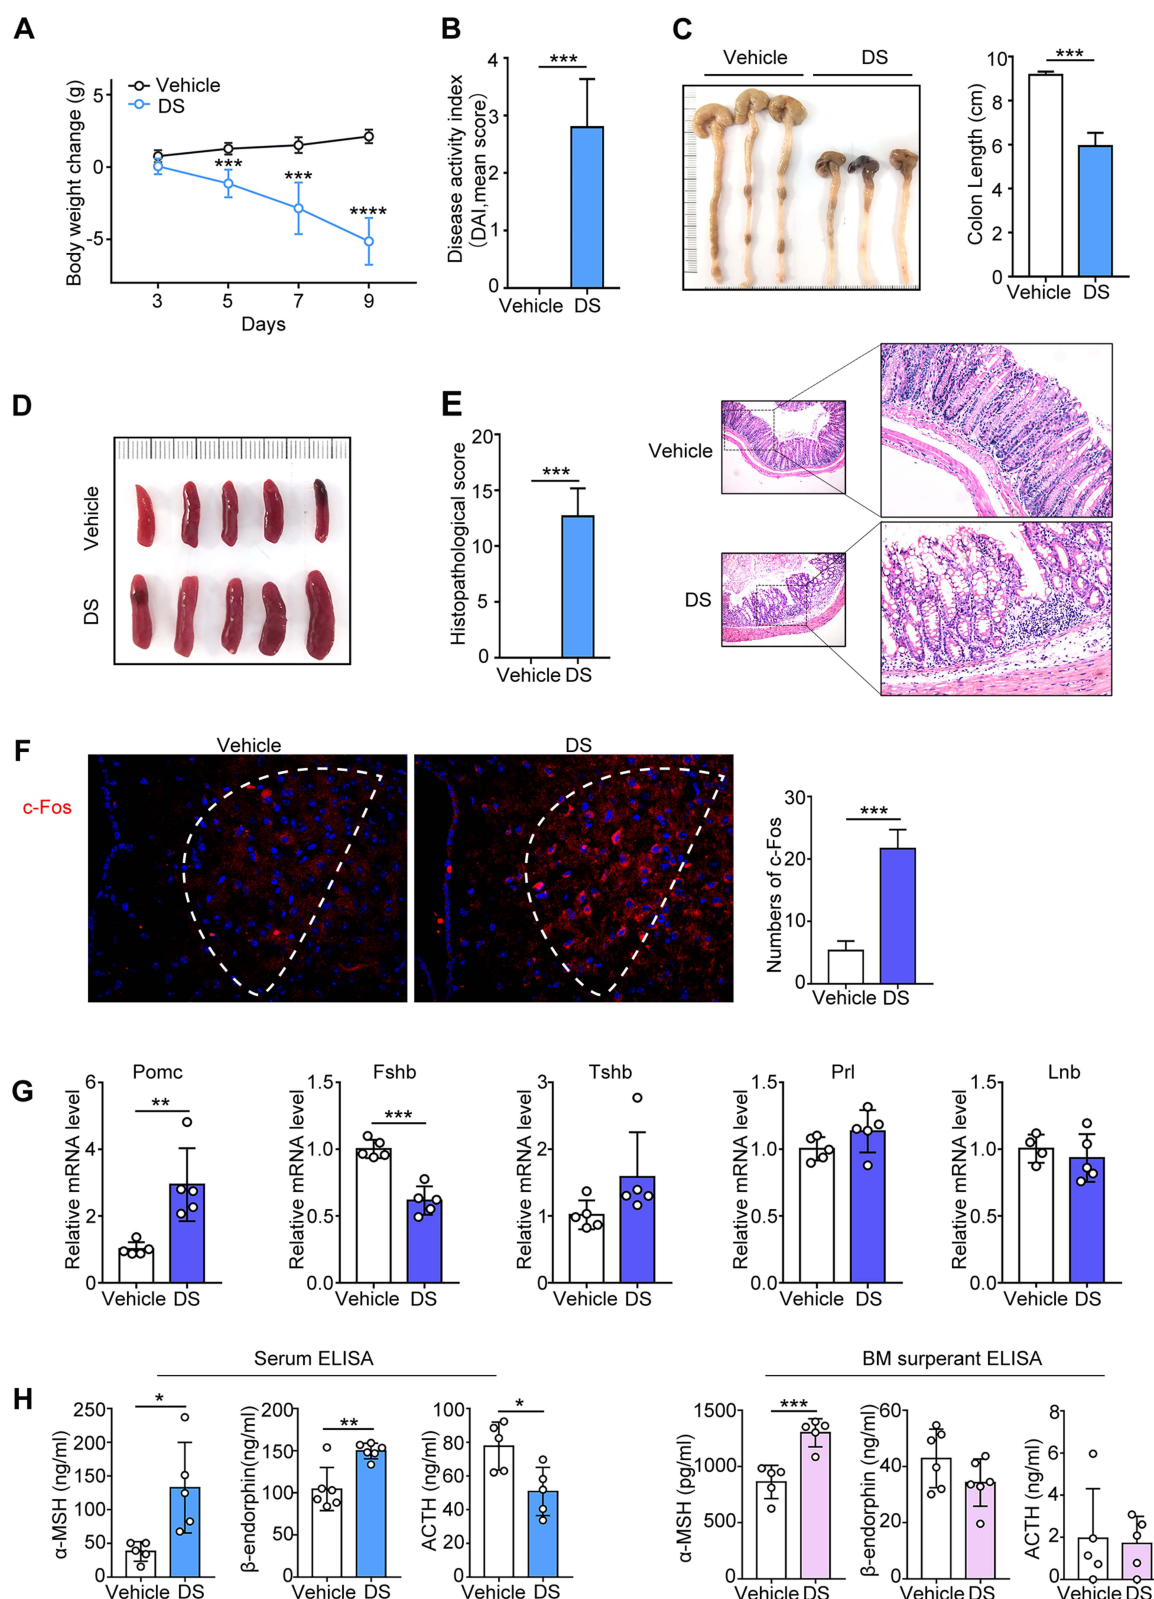 A
Body weight change (g)
5
0
-5
Vehicle
DS
***
***
****
3 5 7 9
Days
B
Disease activity index
(DAI,mean score)
4
3
2
1
0
***
Vehicle DS
C
Vehicle DS
Colon Length (cm)
10
8
6
4
2
0
***
Vehicle DS
D
Vehicle
DS
E
Histopathological score
20
15
10
5
0
***
Vehicle DS
Vehicle
DS
F
Vehicle DS
c-Fos
Numbers of c-Fos
30
20
10
0
***
Vehicle DS
G
Pomc
Relative mRNA level
6
4
2
0
**
Vehicle DS
Fshb
Relative mRNA level
1.5
1.0
0.5
0.0
***
Vehicle DS
Tshb
Relative mRNA level
3
2
1
0
Vehicle DS
Prl
Relative mRNA level
1.5
1.0
0.5
0.0
Vehicle DS
Lnb
Relative mRNA level
1.5
1.0
0.5
0.0
Vehicle DS
H
Serum ELISA
α-MSH (ng/ml)
250
200
150
100
50
0
*
Vehicle DS
β-endorphin(ng/ml)
200
150
100
50
0
**
Vehicle DS
ACTH (ng/ml)
100
80
60
40
20
0
*
Vehicle DS
BM surperant ELISA
α-MSH (pg/ml)
1500
1000
500
0
***
Vehicle DS
β-endorphin (ng/ml)
60
40
20
0
Vehicle DS
ACTH (ng/ml)
8
6
4
2
0
Vehicle DS